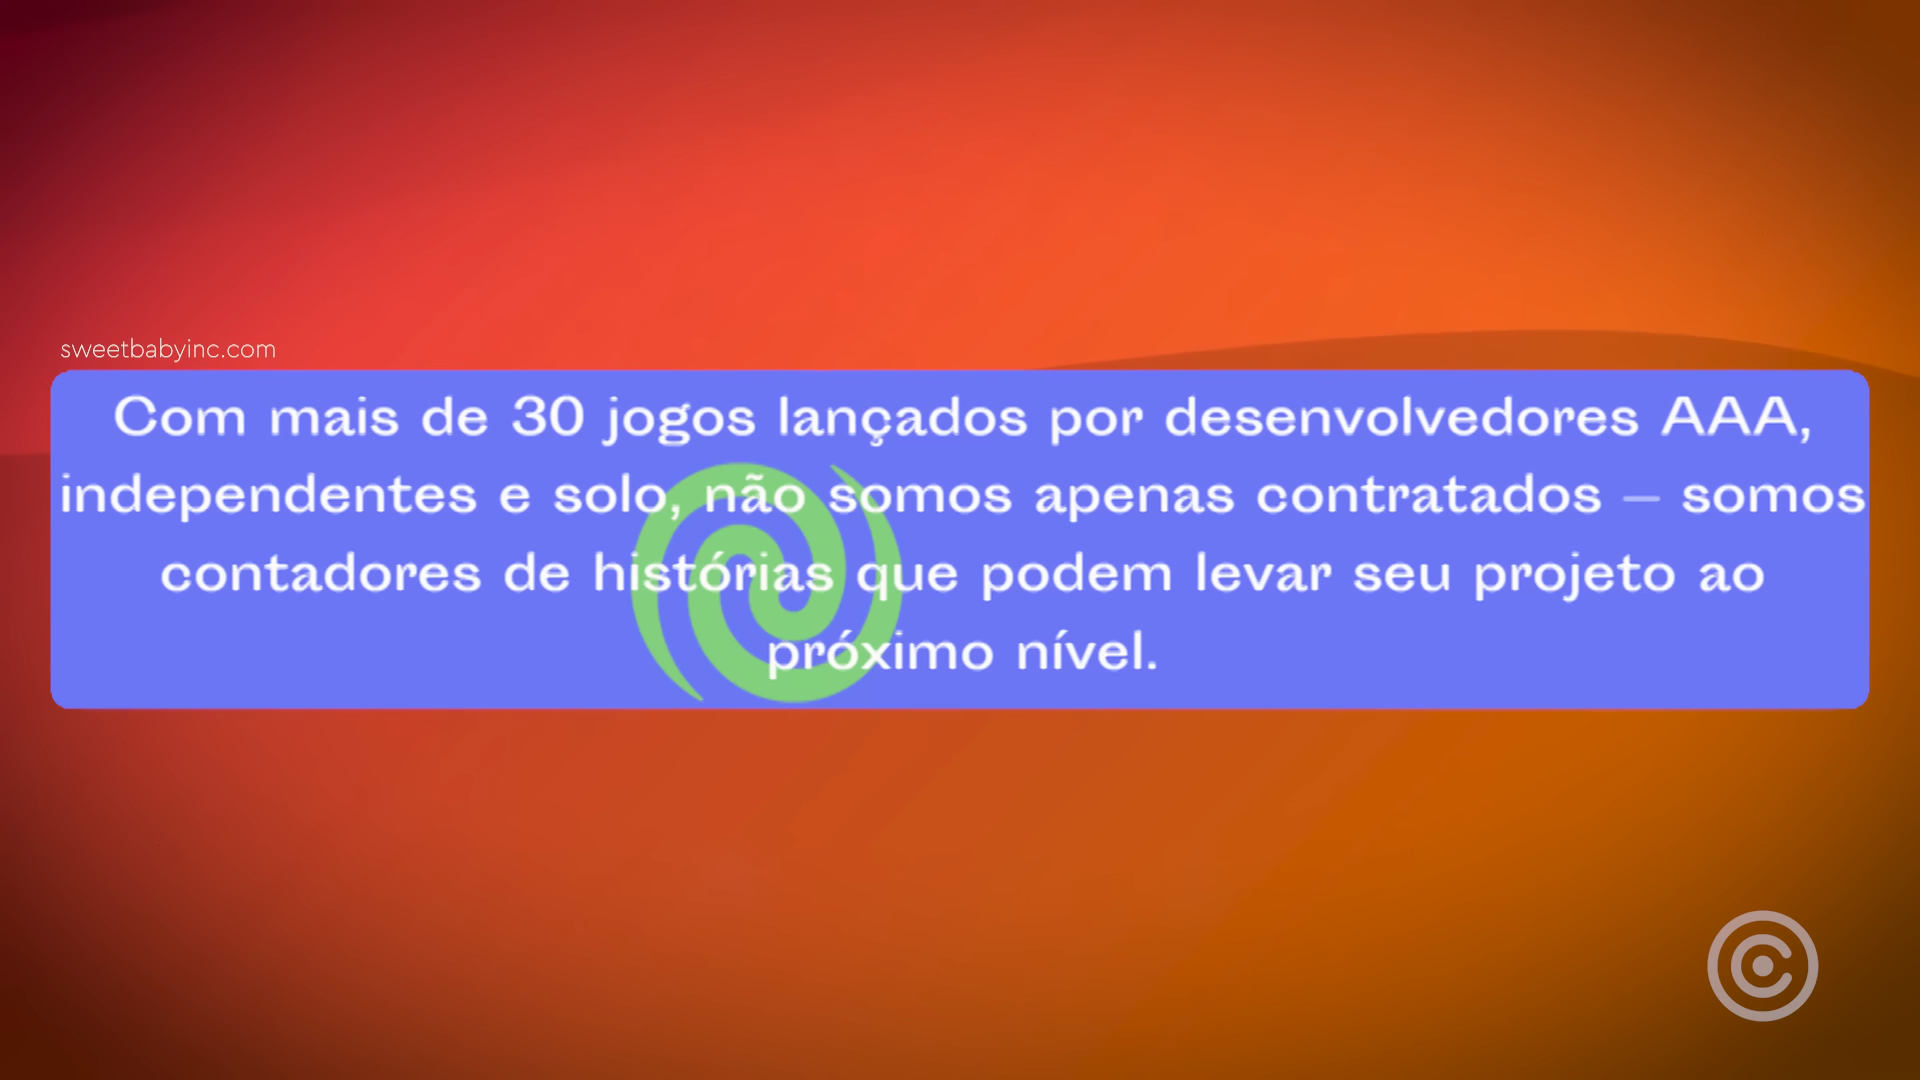 sweetbabyinc.com
Com mais de 30 jogos lançados por desenvolvedores AAA,
independentes e solo, não somos apenas contratados — somos
contadores de histórias que podem levar seu projeto ao
próximo nível.